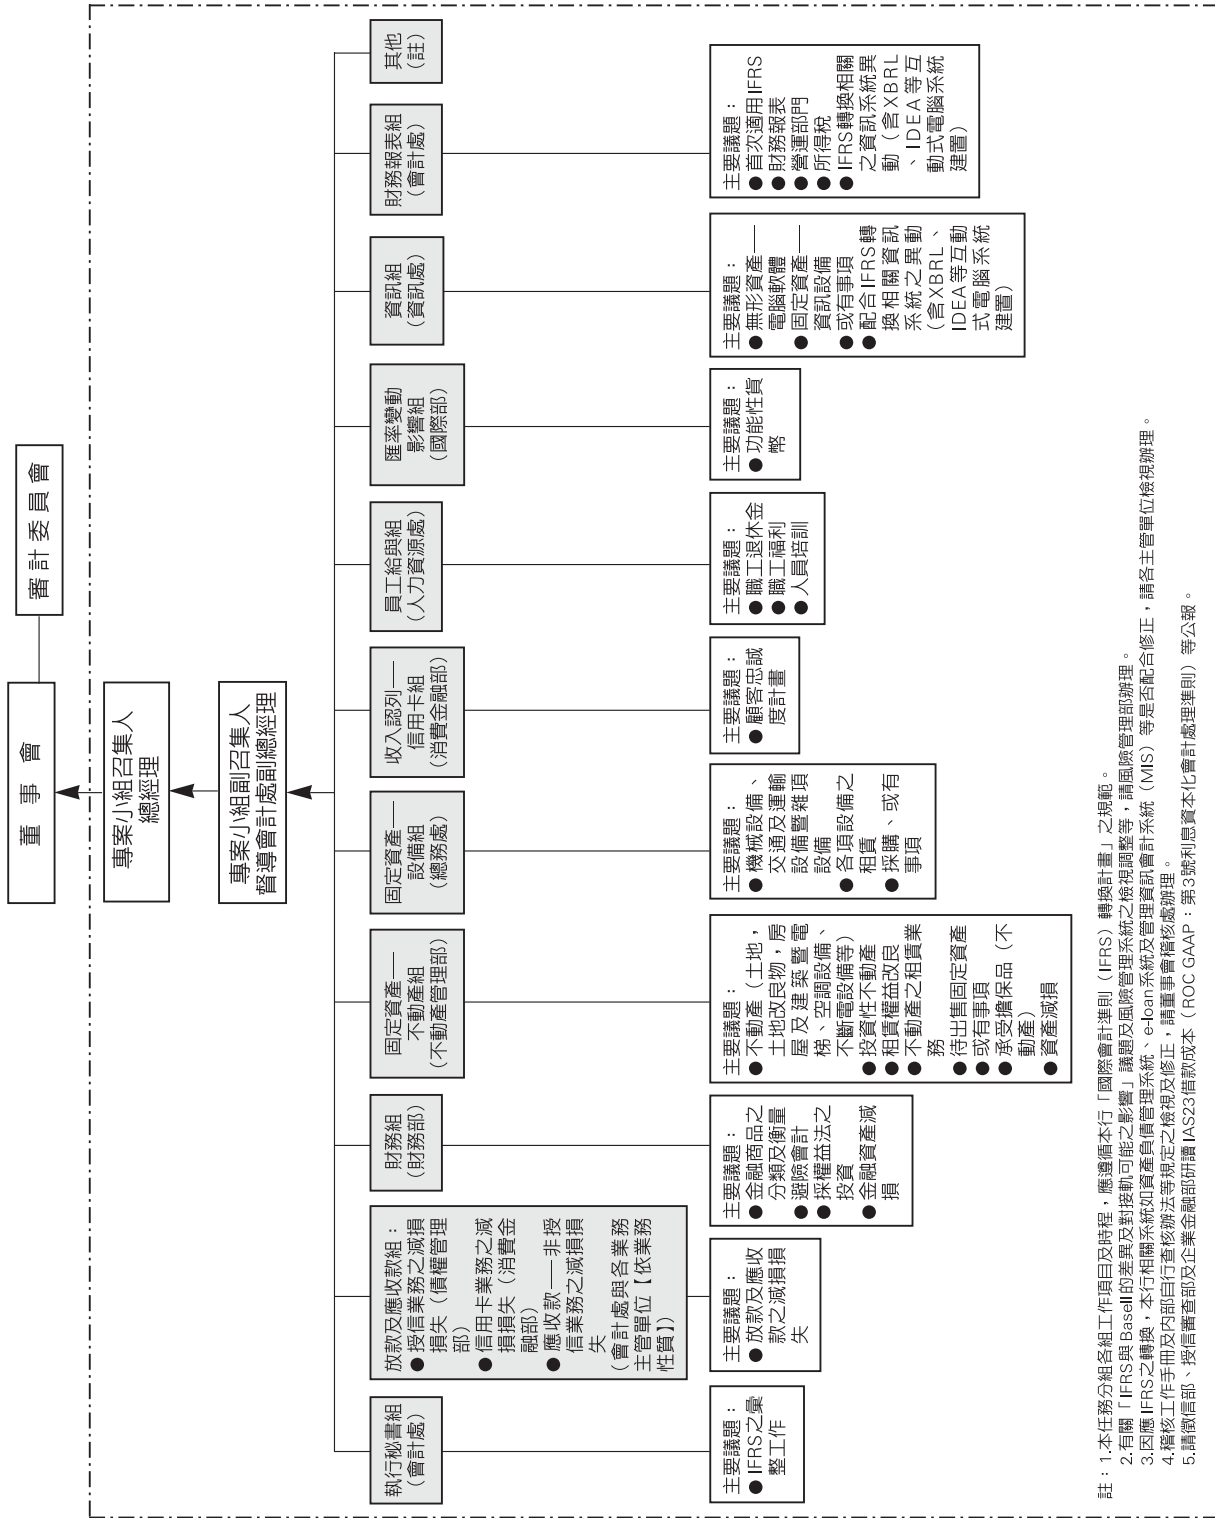 董事會
審計委員會
專案小組召集人
總經理
專案小組副召集人
督導會計處副總經理
執行秘書組
(會計處)
放款及應收款組：
●授信業務之減損
損失（債權管理
部）
●信用卡業務之減
損損失（消費金
融部）
●應收款——非授
信業務之減損損
失
(會計處與各業務
主管單位【依業務
性質】)
財務組
(財務部)
固定資產——
不動產組
(不動產管理部)
固定資產——
設備組
(總務處)
收入認列——
信用卡組
(消費金融部)
員工給與組
(人力資源處)
匯率變動
影響組
(國際部)
資訊組
(資訊處)
財務報表組
(會計處)
其他
(註)
主要議題：
●IFRS之彙
整工作
主要議題：
●放款及應收
款之減損損
失
主要議題：
●金融商品之
分類及衡量
●避險會計
●採權益法之
投資
●金融資產減
損
主要議題：
●不動產（土地，
土地改良物，房
屋及建築暨電
梯、空調設備、
不斷電設備等）
●投資性不動產
●租賃權益改良
●不動產之租賃業
務
●待出售固定資產
●或有事項
●承受擔保品（不
動產）
●資產減損
主要議題：
●機械設備、
交通及運輸
設備暨雜項
設備
●各項設備之
租賃
●採購、或有
事項
主要議題：
●顧客忠誠
度計畫
主要議題：
●職工退休金
●職工福利
●人員培訓
主要議題：
●功能性貨
幣
主要議題：
●無形資產——
電腦軟體
●固定資產——
資訊設備
●或有事項
●配合IFRS轉
換相關資訊
系統之異動
（含XBRL、
IDEA等互動
式電腦系統
建置）
主要議題：
●首次適用IFRS
●財務報表
●營運部門
●所得稅
●IFRS轉換相關
之資訊系統異
動（含XBRL
、IDEA等互
動式電腦系統
建置）
註：1.本任務分組各組工作項目及時程，應遵循本行「國際會計準則（IFRS）轉換計畫」之規範。
2.有關「IFRS與BaselⅡ的差異及對接軌可能之影響」議題及風險管理系統之檢視調整等，請風險管理部辦理。
3.因應IFRS之轉換，本行相關系統如資產負債管理系統、e-loan系統及管理資訊會計系統（MIS）等是否配合修正，請各主管單位檢視辦理。
4.稽核工作手冊及內部自行查核辦法等規定之檢視及修正，請董事會稽核處辦理。
5.請徵信部、授信審查部及企業金融部研讀IAS23借款成本（ROC GAAP：第3號利息資本化會計處理準則）等公報。